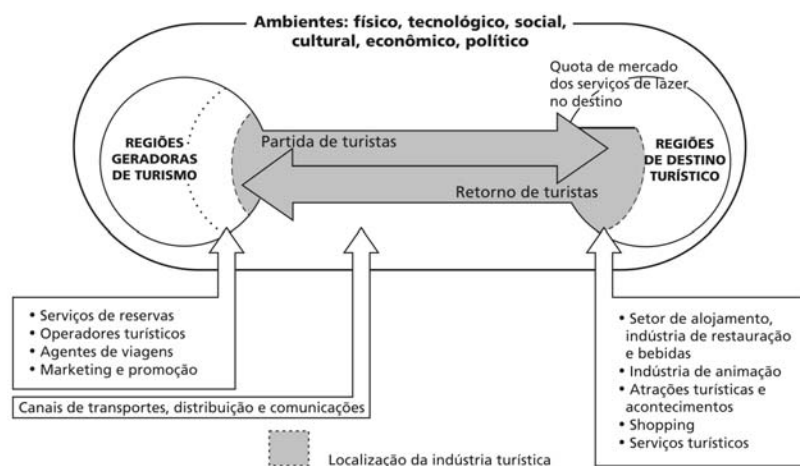 Ambientes: físico, tecnológico, social,
cultural, econômico, político
Quota de mercado
dos serviços de lazer
no destino
REGIÕES
GERADORAS
DE TURISMO
Partida de turistas
REGIÕES
DE DESTINO
TURÍSTICO
Retorno de turistas
• Serviços de reservas
• Operadores turísticos
• Agentes de viagens
• Marketing e promoção
Canais de transportes, distribuição e comunicações
• Setor de alojamento,
indústria de restauração
e bebidas
• Indústria de animação
• Atrações turísticas e
acontecimentos
• Shopping
• Serviços turísticos
Localização da indústria turística